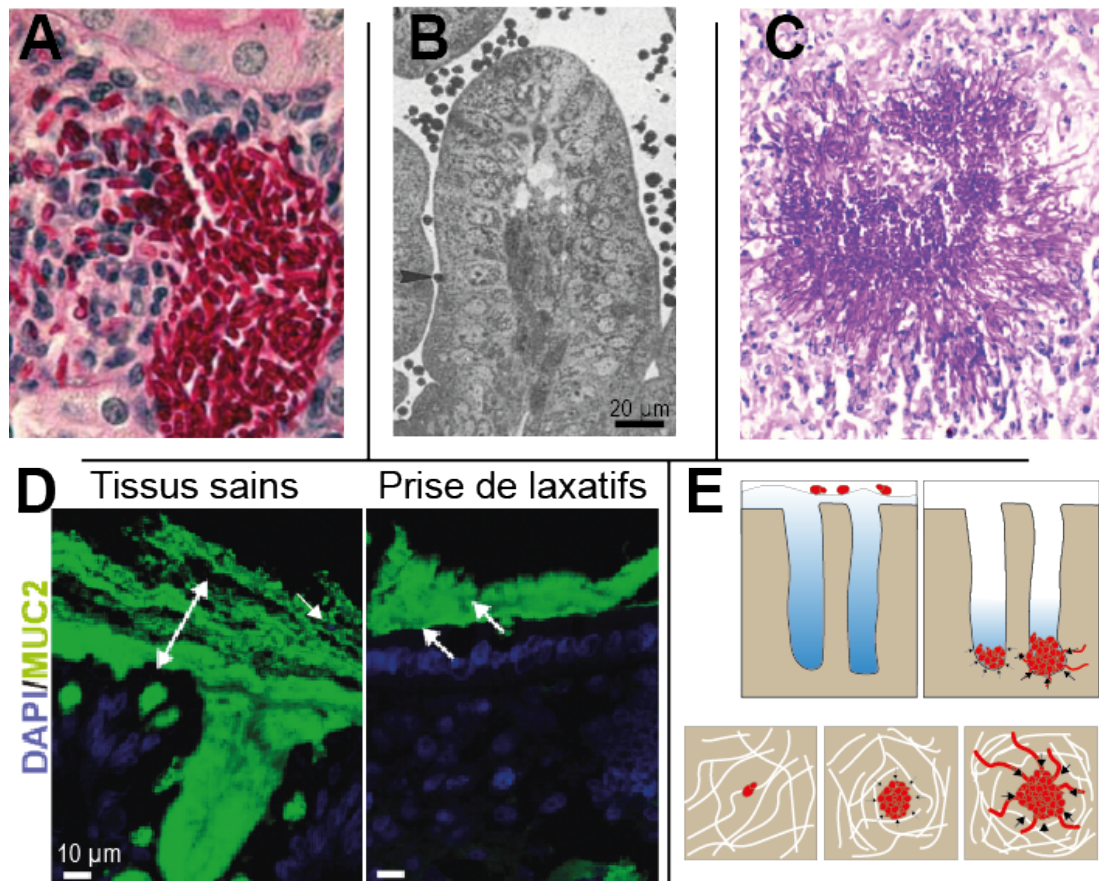 A
B
C
20 µm
D
Tissus sains
Prise de laxatifs
E
DAPI/MUC2
10 µm